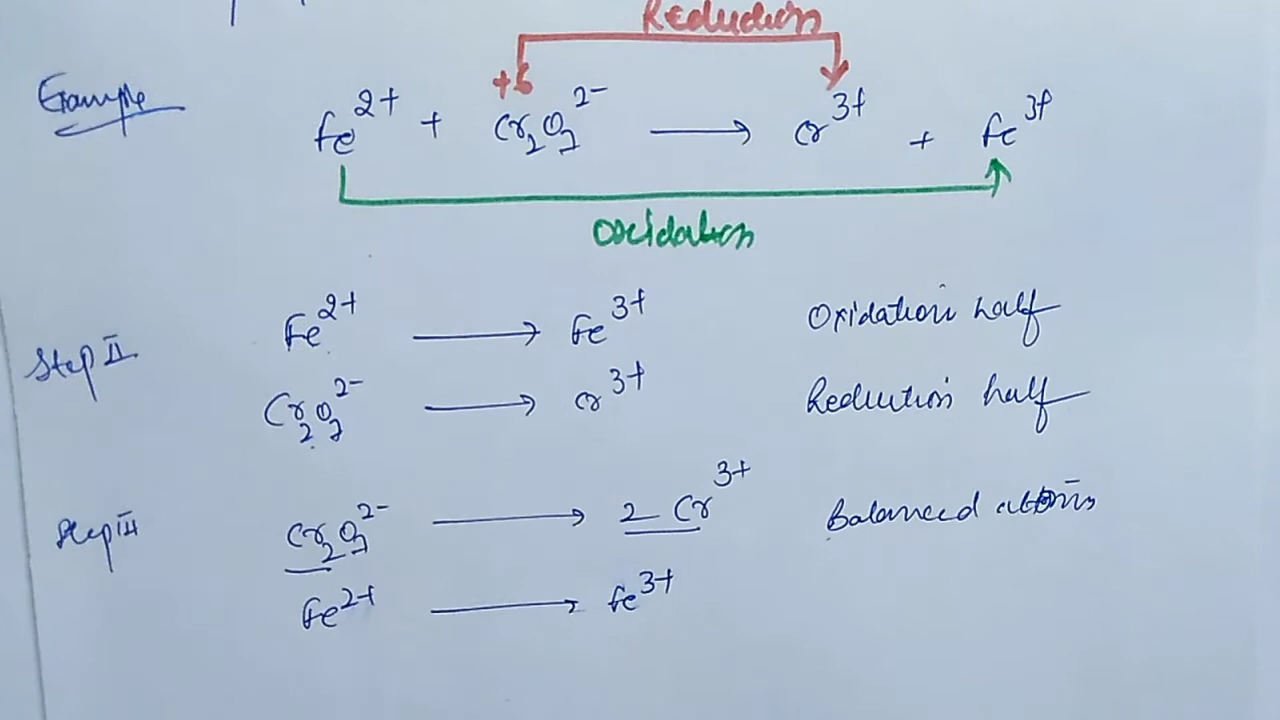 Reduction
+6
Example Fe²⁺ + Cr₂O₇²⁻ ⟶ Cr³⁺ + Fe³⁺
Oxidation
Step II Fe²⁺ ⟶ Fe³⁺ Oxidation half
Cr₂O₇²⁻ ⟶ Cr³⁺ Reduction half
Step III Cr₂O₇²⁻ ⟶ 2 Cr³⁺ Balanced atoms
Fe²⁺ ⟶ Fe³⁺